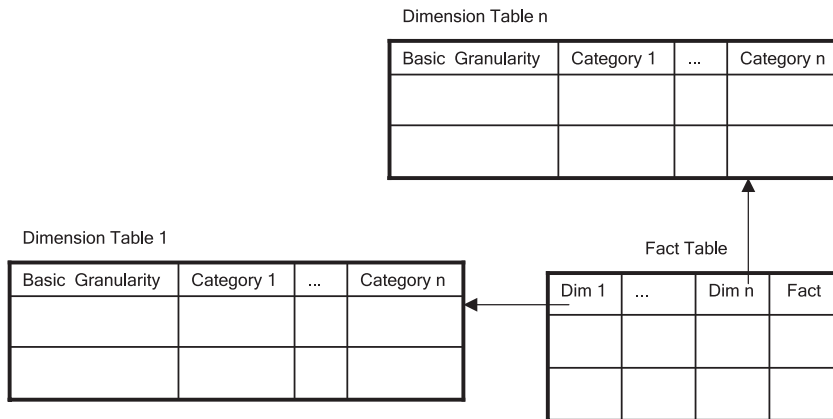 Dimension Table n
Basic Granularity Category 1 ... Category n
Dimension Table 1
Basic Granularity Category 1 ... Category n
Fact Table
Dim 1 ... Dim n Fact